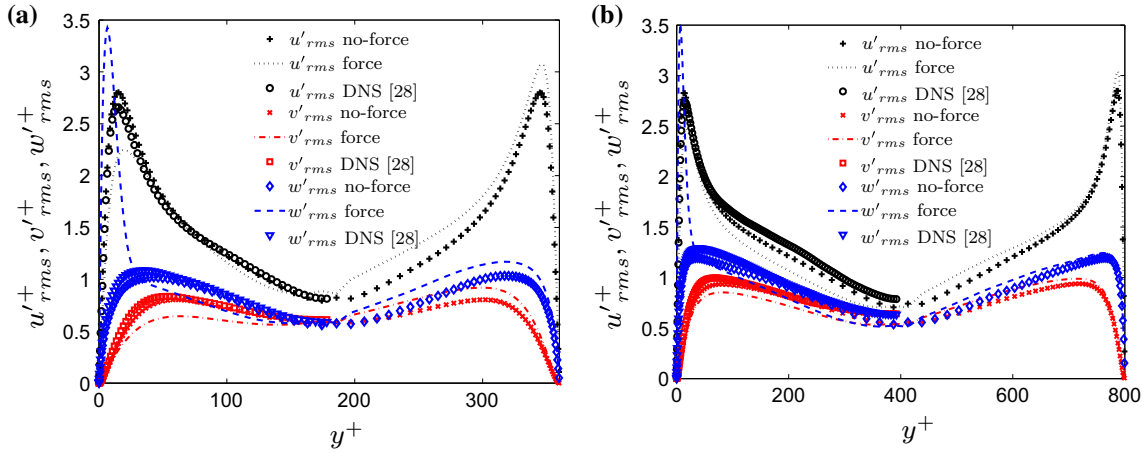 (a)
u'+rms, v'+rms, w'+rms
3.5
3
2.5
2
1.5
1
0.5
0
0
100
200
300
y+
u'rms no-force
u'rms force
u'rms DNS [28]
v'rms no-force
v'rms force
v'rms DNS [28]
w'rms no-force
w'rms force
w'rms DNS [28]
(b)
u'+rms, v'+rms, w'+rms
3.5
3
2.5
2
1.5
1
0.5
0
0
200
400
600
800
y+
u'rms no-force
u'rms force
u'rms DNS [28]
v'rms no-force
v'rms force
v'rms DNS [28]
w'rms no-force
w'rms force
w'rms DNS [28]